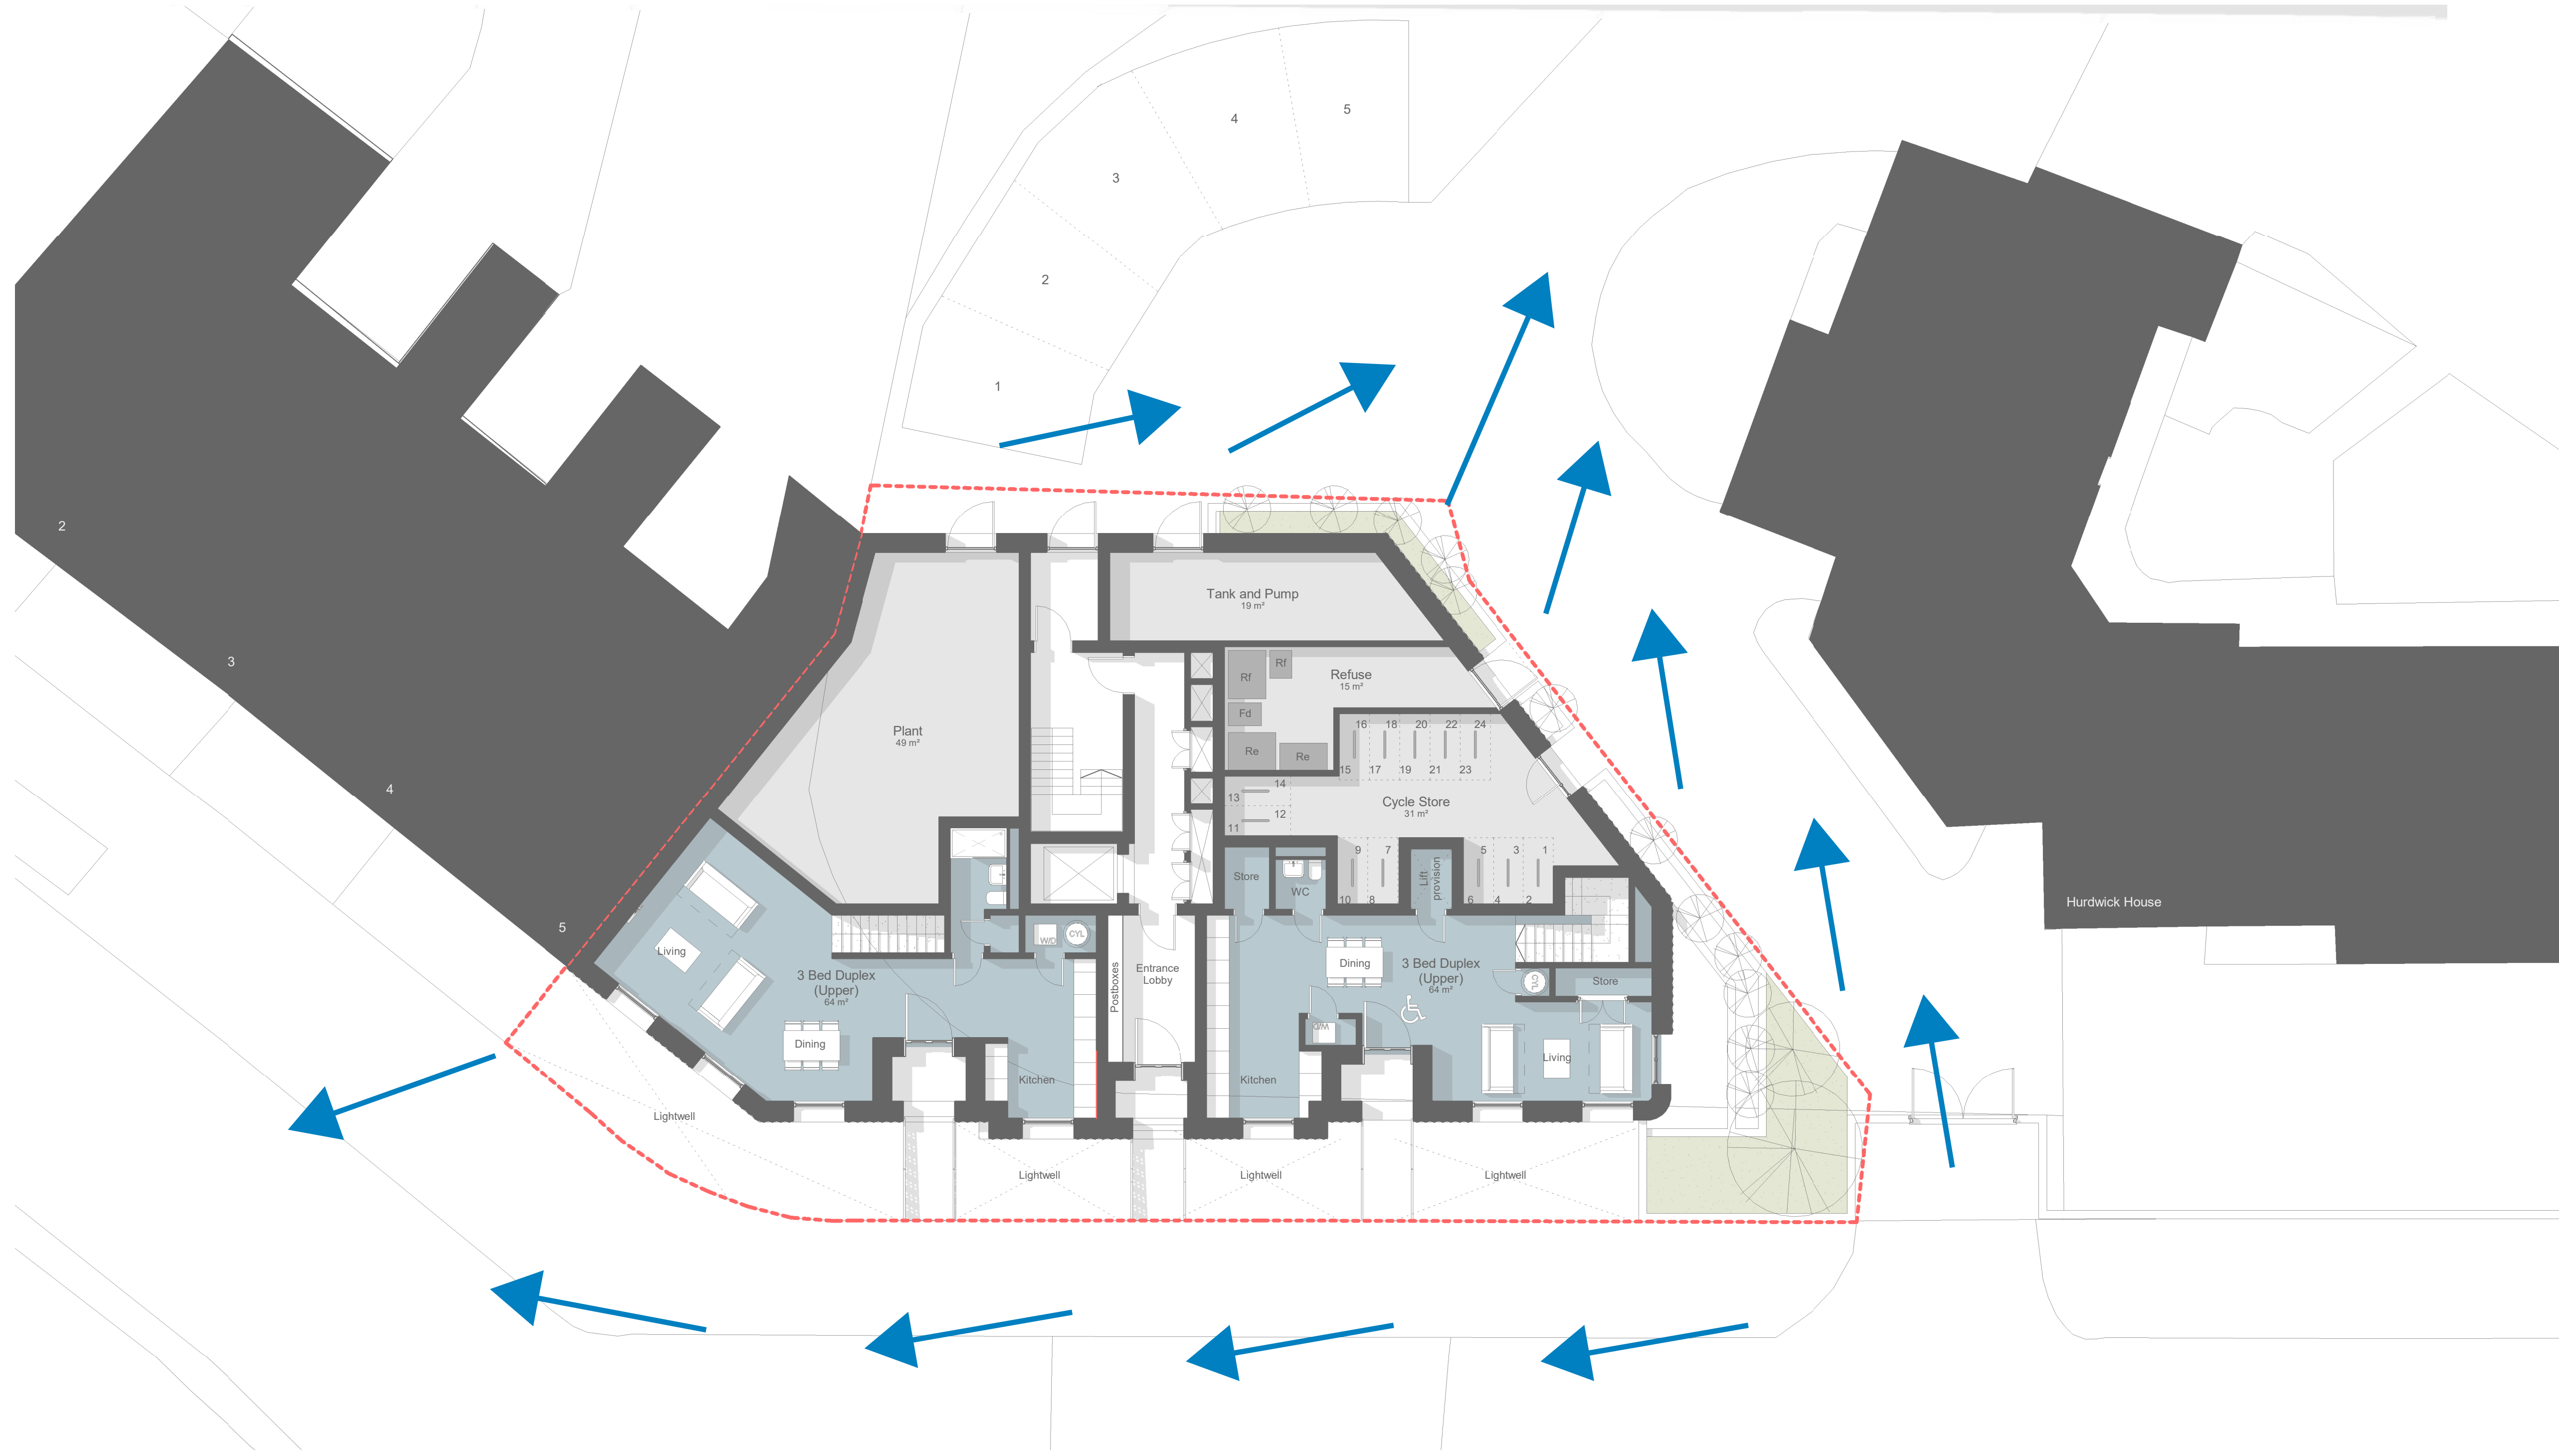 5
4
3
2
1
2
3
4
5
Tank and Pump
19 m²
Plant
49 m²
Rf
Rf
Refuse
15 m²
Fd
Re
Re
16
18
20
22
24
15
17
19
21
23
14
13
12
11
Cycle Store
31 m²
9
7
5
3
1
10
8
6
4
2
Store
WC
Lift
provision
Hurdwick House
Living
3 Bed Duplex
(Upper)
64 m²
W/D
CYL
Postboxes
Entrance
Lobby
Dining
3 Bed Duplex
(Upper)
64 m²
CYL
Store
W/D
Dining
Kitchen
Kitchen
Living
Lightwell
Lightwell
Lightwell
Lightwell